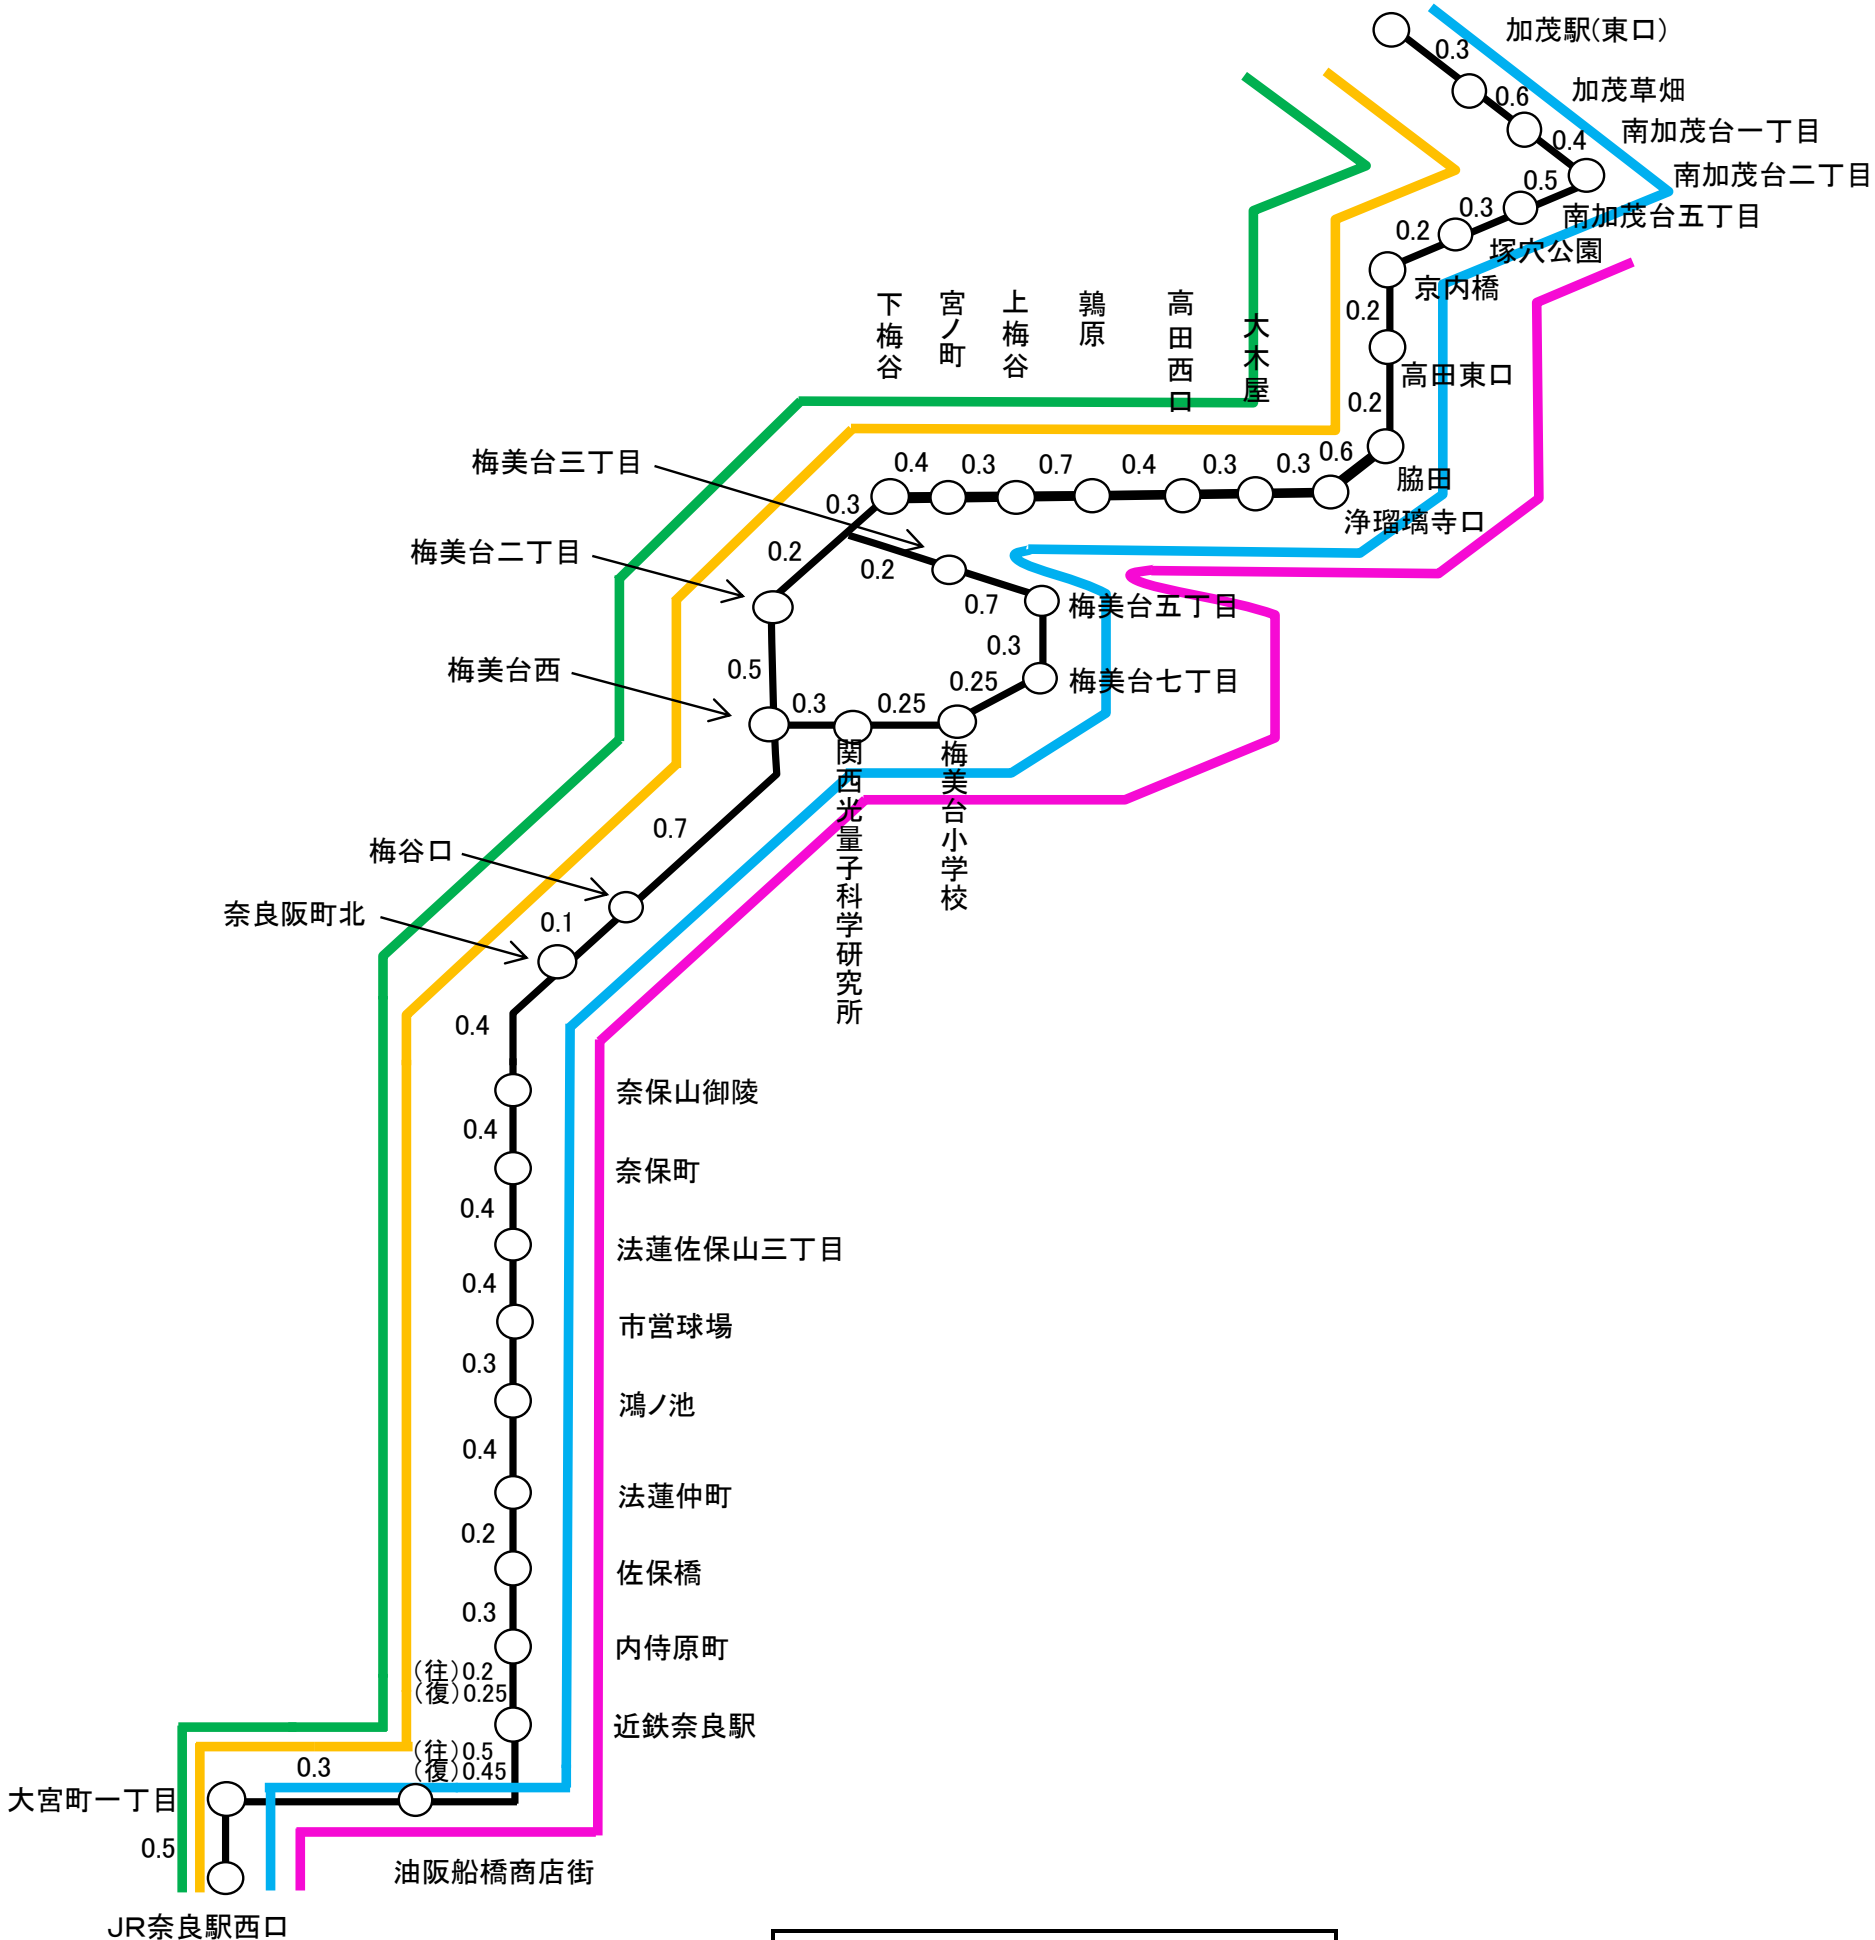 加茂駅(東口)
0.3
加茂草畑
0.6
南加茂台一丁目
0.4
南加茂台二丁目
0.5
南加茂台五丁目
0.3
塚穴公園
0.2
京内橋
0.2
高田東口
0.2
脇田
0.6
浄瑠璃寺口
0.3
大木屋
0.3
高田西口
0.4
鶉原
0.7
上梅谷
0.3
宮ノ町
0.4
下梅谷
0.3
梅美台三丁目
0.2
梅美台二丁目
0.2
0.7
梅美台五丁目
0.3
梅美台七丁目
0.5
梅美台西
0.3
0.25
0.25
関西光量子科学研究所
梅美台小学校
0.7
梅谷口
0.1
奈良阪町北
0.4
奈保山御陵
0.4
奈保町
0.4
法蓮佐保山三丁目
0.4
市営球場
0.3
鴻ノ池
0.4
法蓮仲町
0.2
佐保橋
0.3
内侍原町
(往)0.2
(復)0.25
近鉄奈良駅
(往)0.5
(復)0.45
0.3
大宮町一丁目
0.5
油阪船橋商店街
JR奈良駅西口